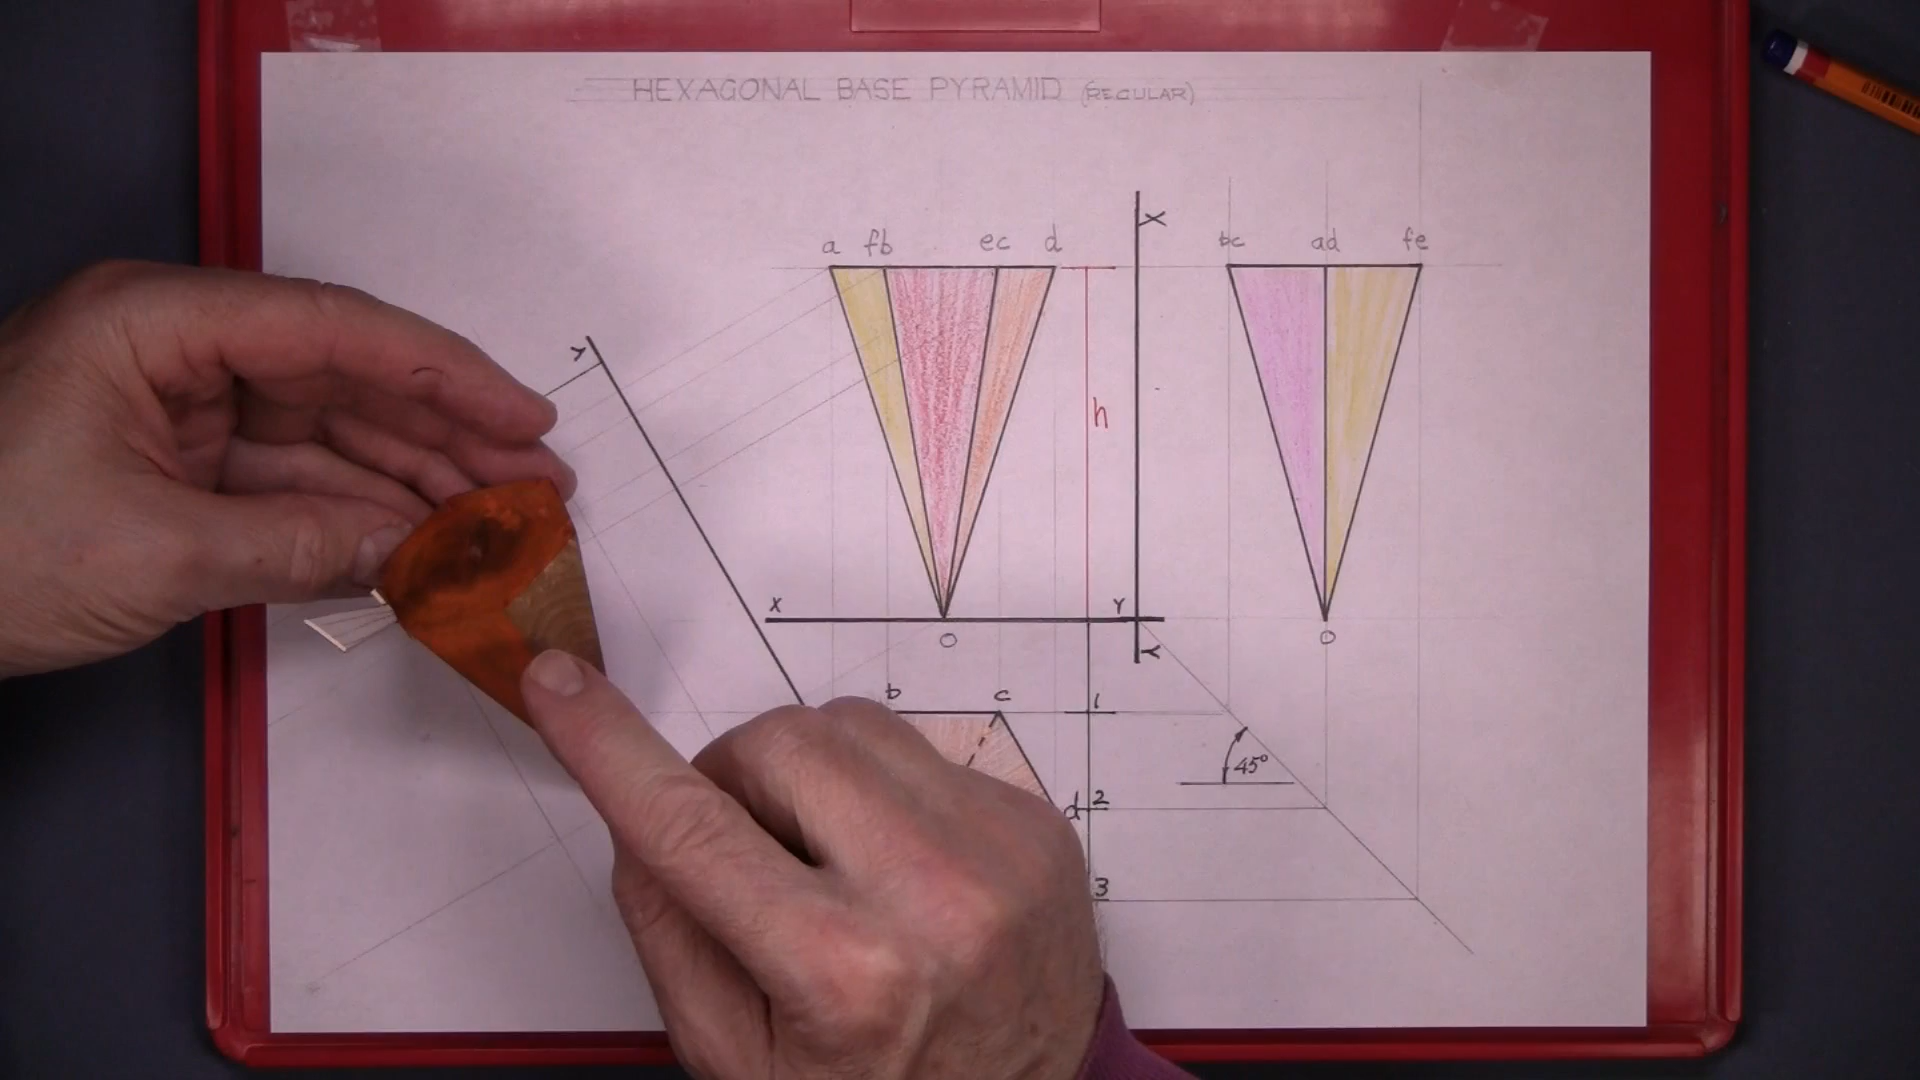 HEXAGONAL BASE PYRAMID (REGULAR)
X
a fb ec d
bc ad fe
Y
h
X Y
O
O
Y
b c
1
45°
d 2
3